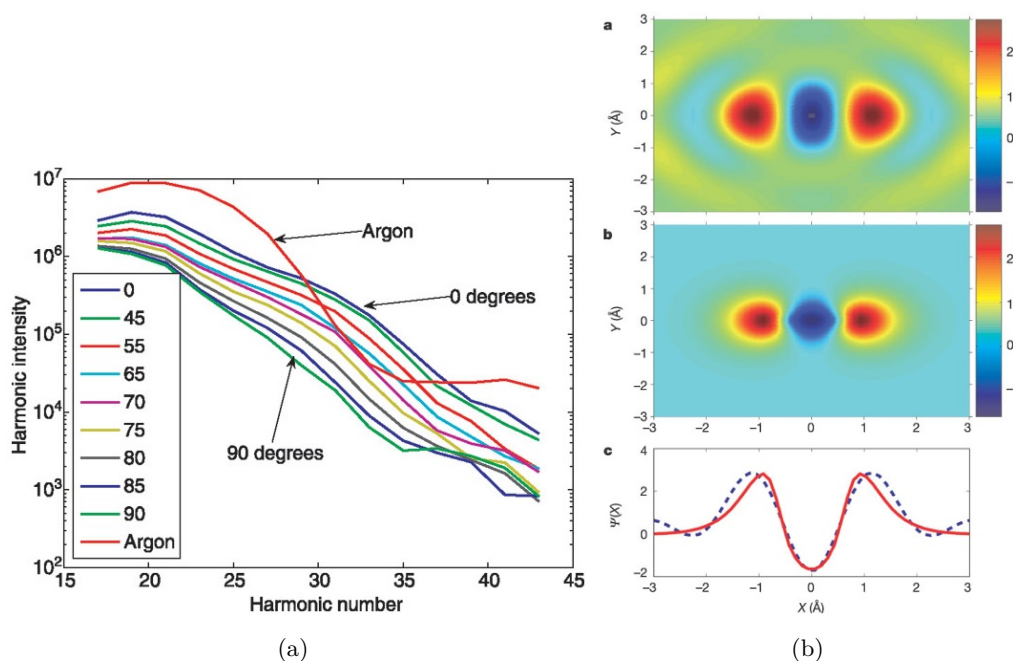 10⁷
10⁶
10⁵
10⁴
10³
10²
Harmonic intensity
Argon
0 degrees
90 degrees
0
45
55
65
70
75
80
85
90
Argon
15 20 25 30 35 40 45
Harmonic number
(a)
a
3
2
1
0
−1
−2
−3
Y (Å)
2
1
0
−
b
3
2
1
0
−1
−2
−3
Y (Å)
2
1
0
−
c
4
2
0
−2
Ψ(X)
−3 −2 −1 0 1 2 3
X (Å)
(b)